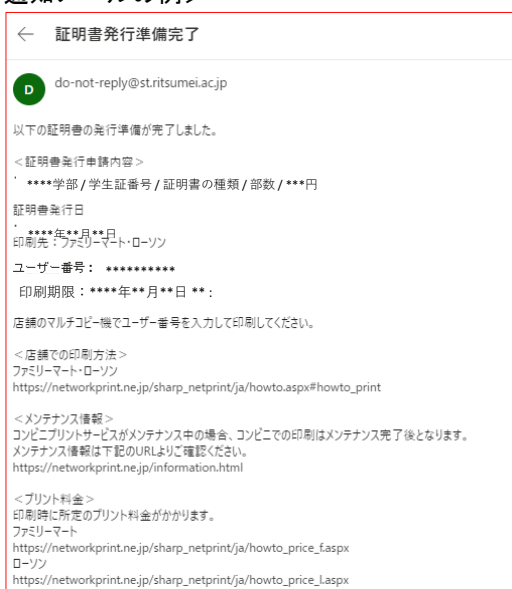 ← 証明書発行準備完了
D do-not-reply@st.ritsumei.ac.jp
以下の証明書の発行準備が完了しました。
<証明書発行申請内容>
****学部/学生証番号/証明書の種類/部数/***円
証明書発行日
****年**月**日
印刷先:ファミリーマート・ローソン
ユーザー番号: **********
印刷期限:****年**月**日 **:
店舗のマルチコピー機でユーザー番号を入力して印刷してください。
<店舗での印刷方法>
ファミリーマート・ローソン
https://networkprint.ne.jp/sharp_netprint/ja/howto.aspx#howto_print
<メンテナンス情報>
コンビニプリントサービスがメンテナンス中の場合、コンビニでの印刷はメンテナンス完了後となります。
メンテナンス情報は下記のURLよりご確認ください。
https://networkprint.ne.jp/information.html
<プリント料金>
印刷時に所定のプリント料金がかかります。
ファミリーマート
https://networkprint.ne.jp/sharp_netprint/ja/howto_price_f.aspx
ローソン
https://networkprint.ne.jp/sharp_netprint/ja/howto_price_l.aspx